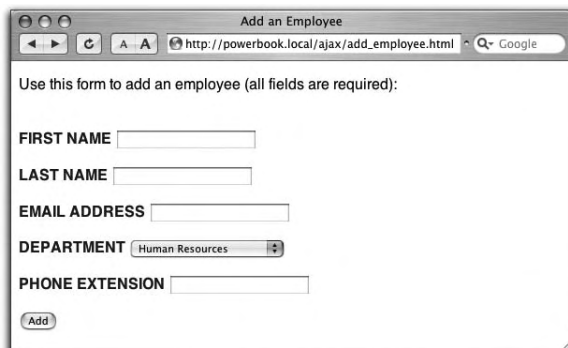 Add an Employee
A A http://powerbook.local/ajax/add_employee.html Google
Use this form to add an employee (all fields are required):
FIRST NAME
LAST NAME
EMAIL ADDRESS
DEPARTMENT Human Resources
PHONE EXTENSION
Add